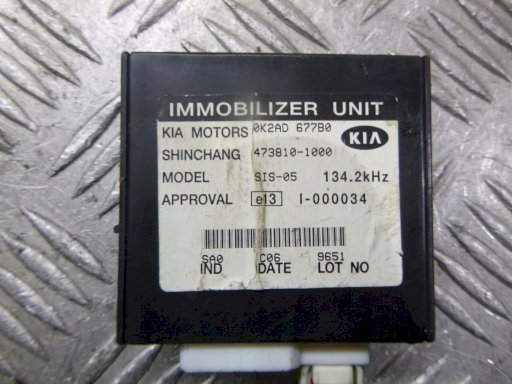 IMMOBILIZER UNIT
KIA MOTORS 0K2AD 677B0 KIA
SHINCHANG 473810-1000
MODEL SIS-05 134.2kHz
APPROVAL e13 I-000034
SA0 C06 9651
IND DATE LOT NO